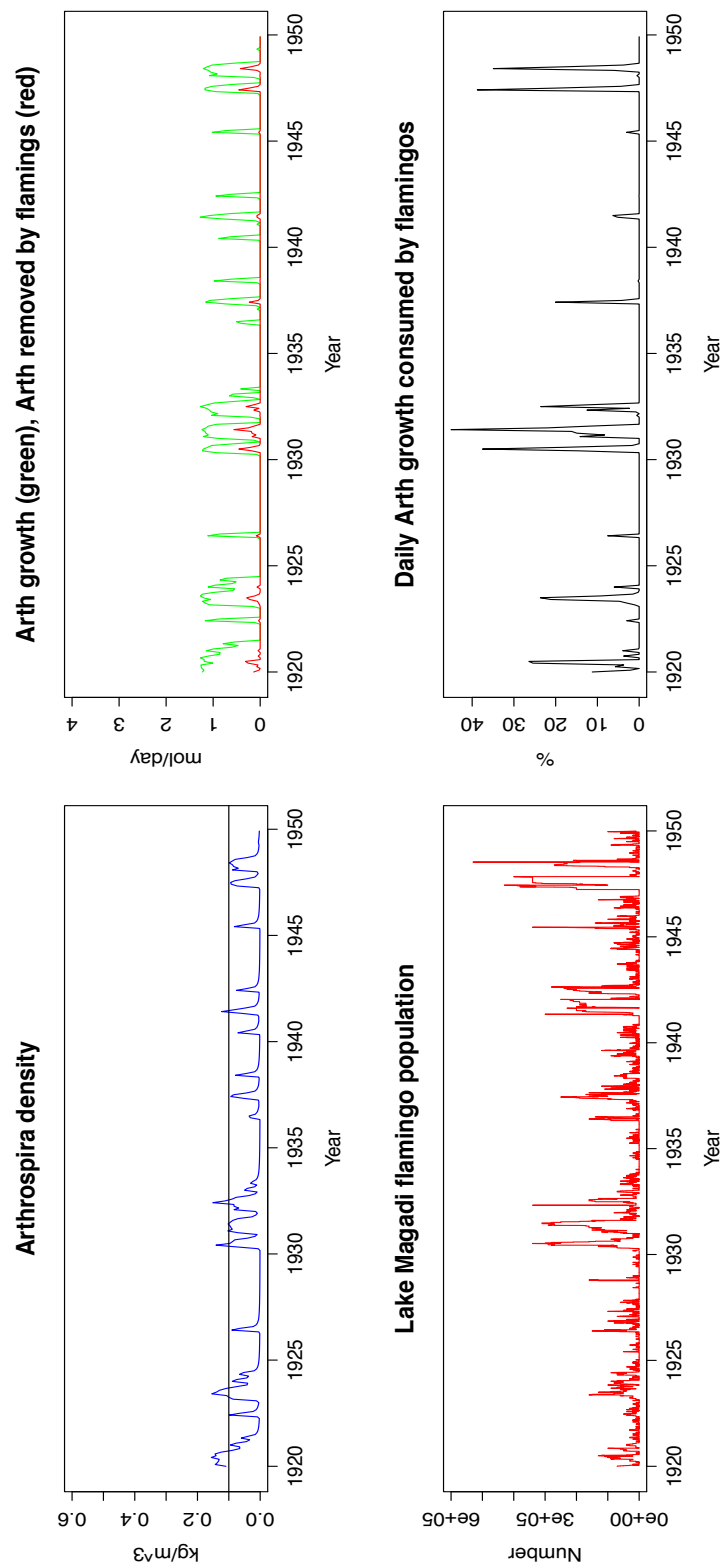 Arthrospira density
kg/m^3
0.0 0.2 0.4 0.6
1920 1925 1930 1935 1940 1945 1950
Year
Arth growth (green), Arth removed by flamings (red)
mol/day
0 1 2 3 4
1920 1925 1930 1935 1940 1945 1950
Year
Lake Magadi flamingo population
Number
0e+00 3e+05 6e+05
1920 1925 1930 1935 1940 1945 1950
Year
Daily Arth growth consumed by flamingos
%
0 10 20 30 40
1920 1925 1930 1935 1940 1945 1950
Year